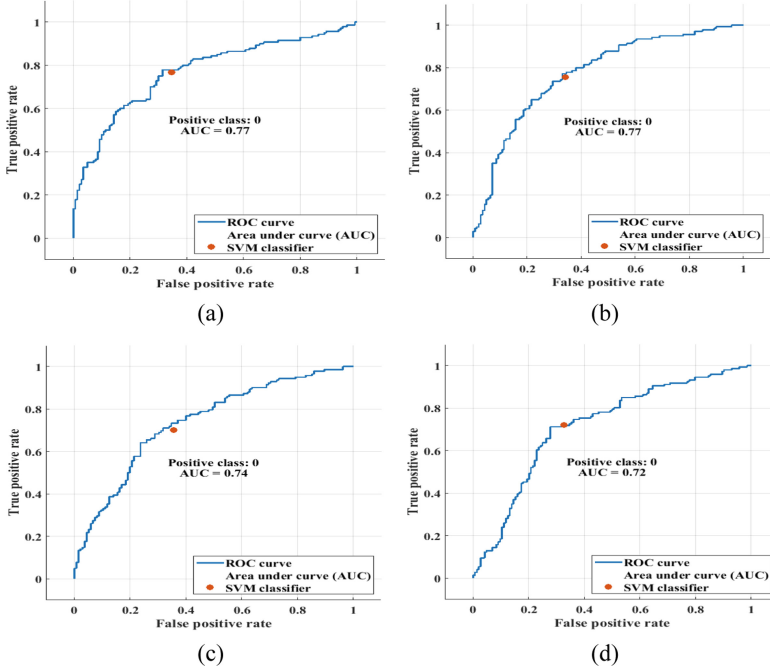 1
0.8
0.6
0.4
0.2
0
True positive rate
Positive class: 0
AUC = 0.77
ROC curve
Area under curve (AUC)
SVM classifier
0 0.2 0.4 0.6 0.8 1
False positive rate
(a)
1
0.8
0.6
0.4
0.2
0
True positive rate
Positive class: 0
AUC = 0.77
ROC curve
Area under curve (AUC)
SVM classifier
0 0.2 0.4 0.6 0.8 1
False positive rate
(b)
1
0.8
0.6
0.4
0.2
0
True positive rate
Positive class: 0
AUC = 0.74
ROC curve
Area under curve (AUC)
SVM classifier
0 0.2 0.4 0.6 0.8 1
False positive rate
(c)
1
0.8
0.6
0.4
0.2
0
True positive rate
Positive class: 0
AUC = 0.72
ROC curve
Area under curve (AUC)
SVM classifier
0 0.2 0.4 0.6 0.8 1
False positive rate
(d)